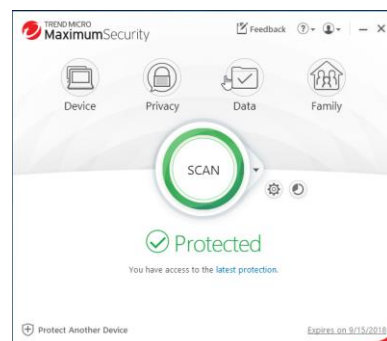 TREND MICRO
MaximumSecurity
Feedback
?
Device
Privacy
Data
Family
SCAN
Protected
You have access to the latest protection.
Protect Another Device
Expires on 9/15/2018